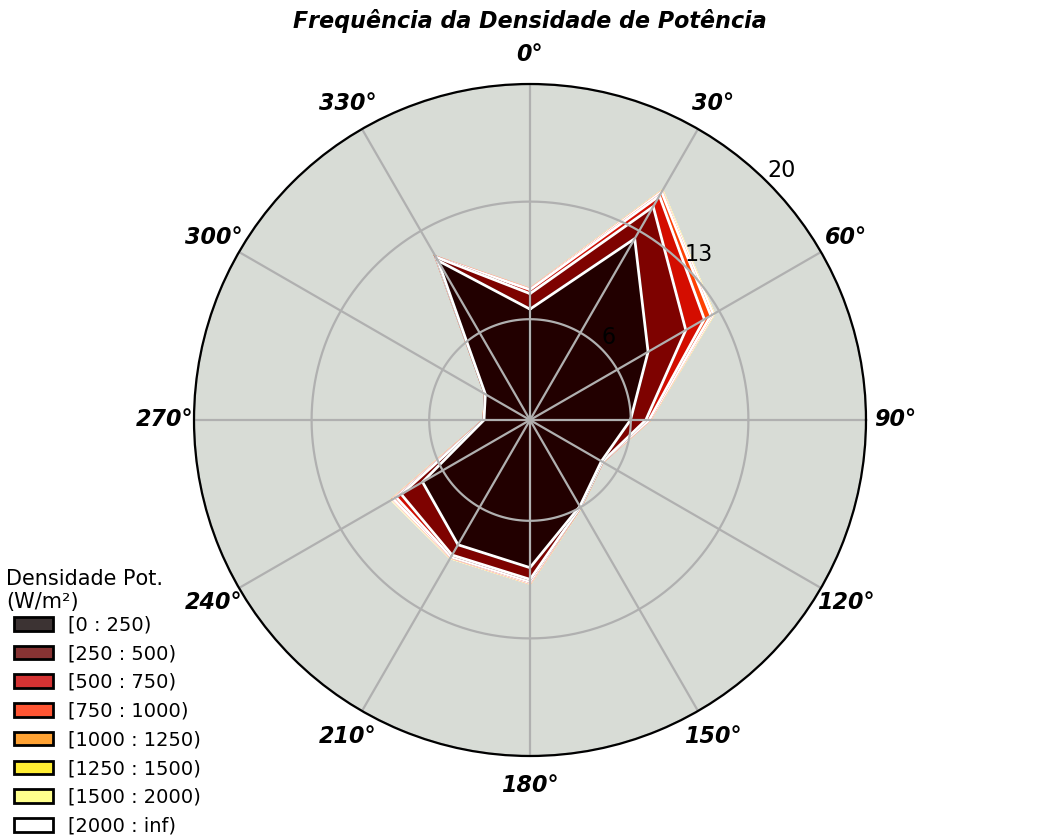 Frequência da Densidade de Potência
0°
330°
30°
20
300°
60°
13
6
270°
90°
Densidade Pot.
(W/m²)
240°
120°
[0 : 250)
[250 : 500)
[500 : 750)
[750 : 1000)
210°
150°
[1000 : 1250)
[1250 : 1500)
180°
[1500 : 2000)
[2000 : inf)